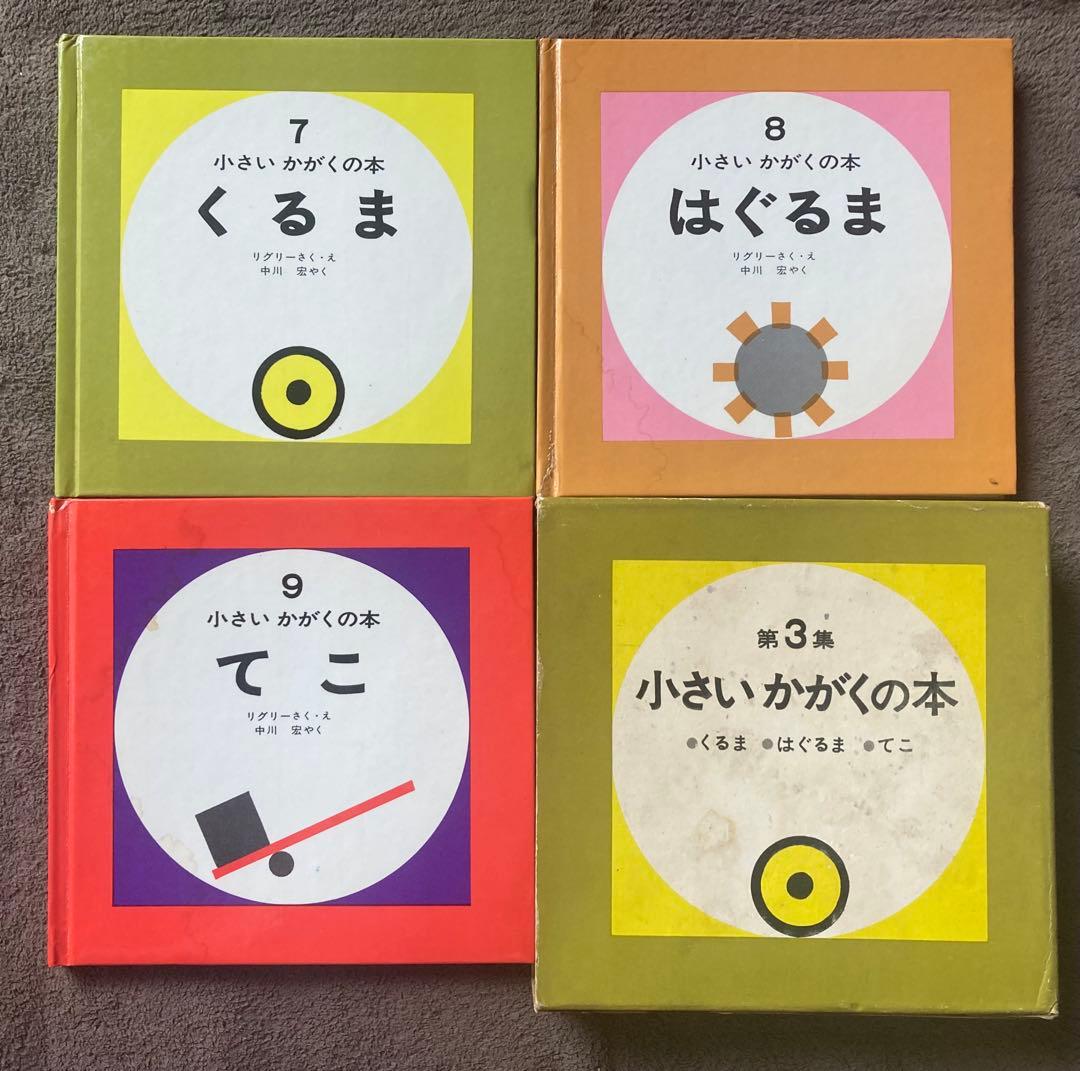 7
小さい かがくの本
くるま
リグリーさく・え
中川 宏やく
8
小さい かがくの本
はぐるま
リグリーさく・え
中川 宏やく
9
小さい かがくの本
てこ
リグリーさく・え
中川 宏やく
第3集
小さい かがくの本
●くるま ●はぐるま ●てこ